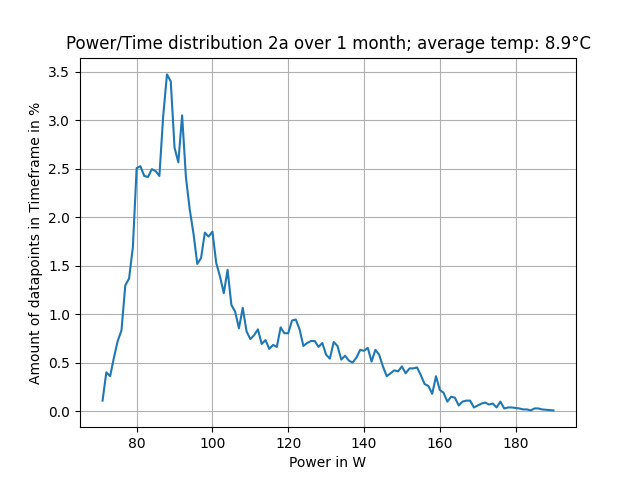 Power/Time distribution 2a over 1 month; average temp: 8.9°C
Amount of datapoints in Timeframe in %
3.5
3.0
2.5
2.0
1.5
1.0
0.5
0.0
80 100 120 140 160 180
Power in W